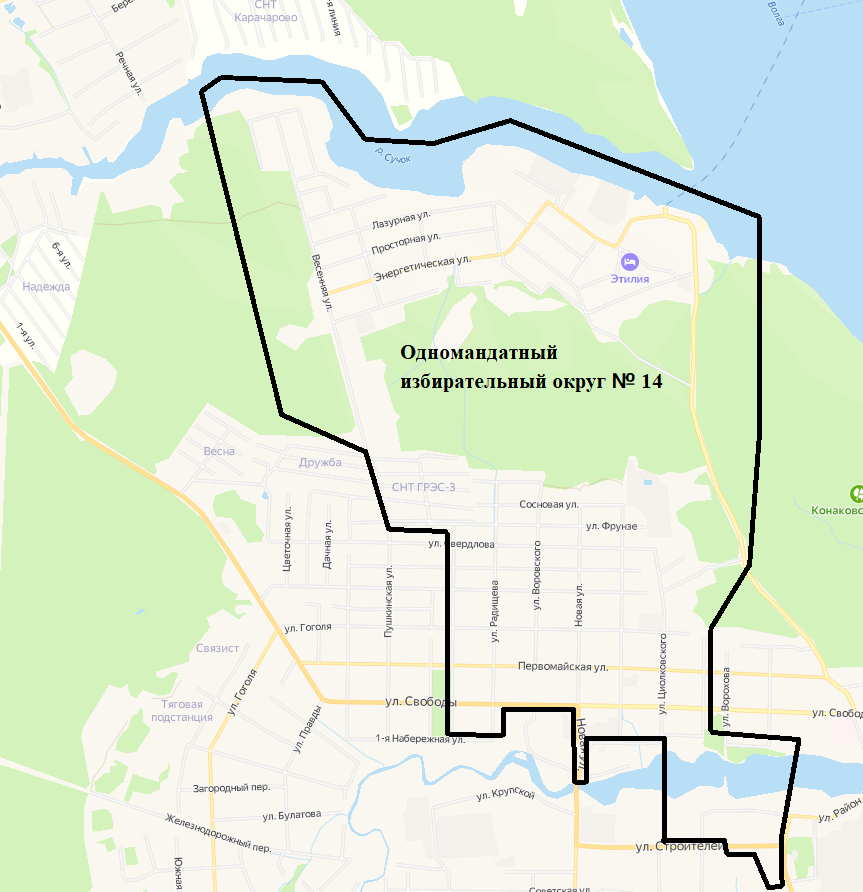 СНТ
Карачарово
Речная ул.
Волга
р. Сучок
6-я ул.
Надежда
1-я ул.
Лазурная ул.
Просторная ул.
Энергетическая ул.
Весенняя ул.
Этилия
Одномандатный
избирательный округ № 14
Весна
Дружба
СНТ ГРЭС-3
Сосновая ул.
ул. Фрунзе
ул. Свердлова
Цветочная ул.
Дачная ул.
Пушкинская ул.
ул. Радищева
ул. Воровского
Новая ул.
ул. Циолковского
ул. Ворохова
ул. Гоголя
Связист
Первомайская ул.
Тяговая
подстанция
ул. Гоголя
ул. Правды
ул. Свободы
ул. Свобод
1-я Набережная ул.
Загородный пер.
ул. Крупской
ул. Булатова
Железнодорожный пер.
ул. Район
ул. Строителей
Южная
Советская ул.